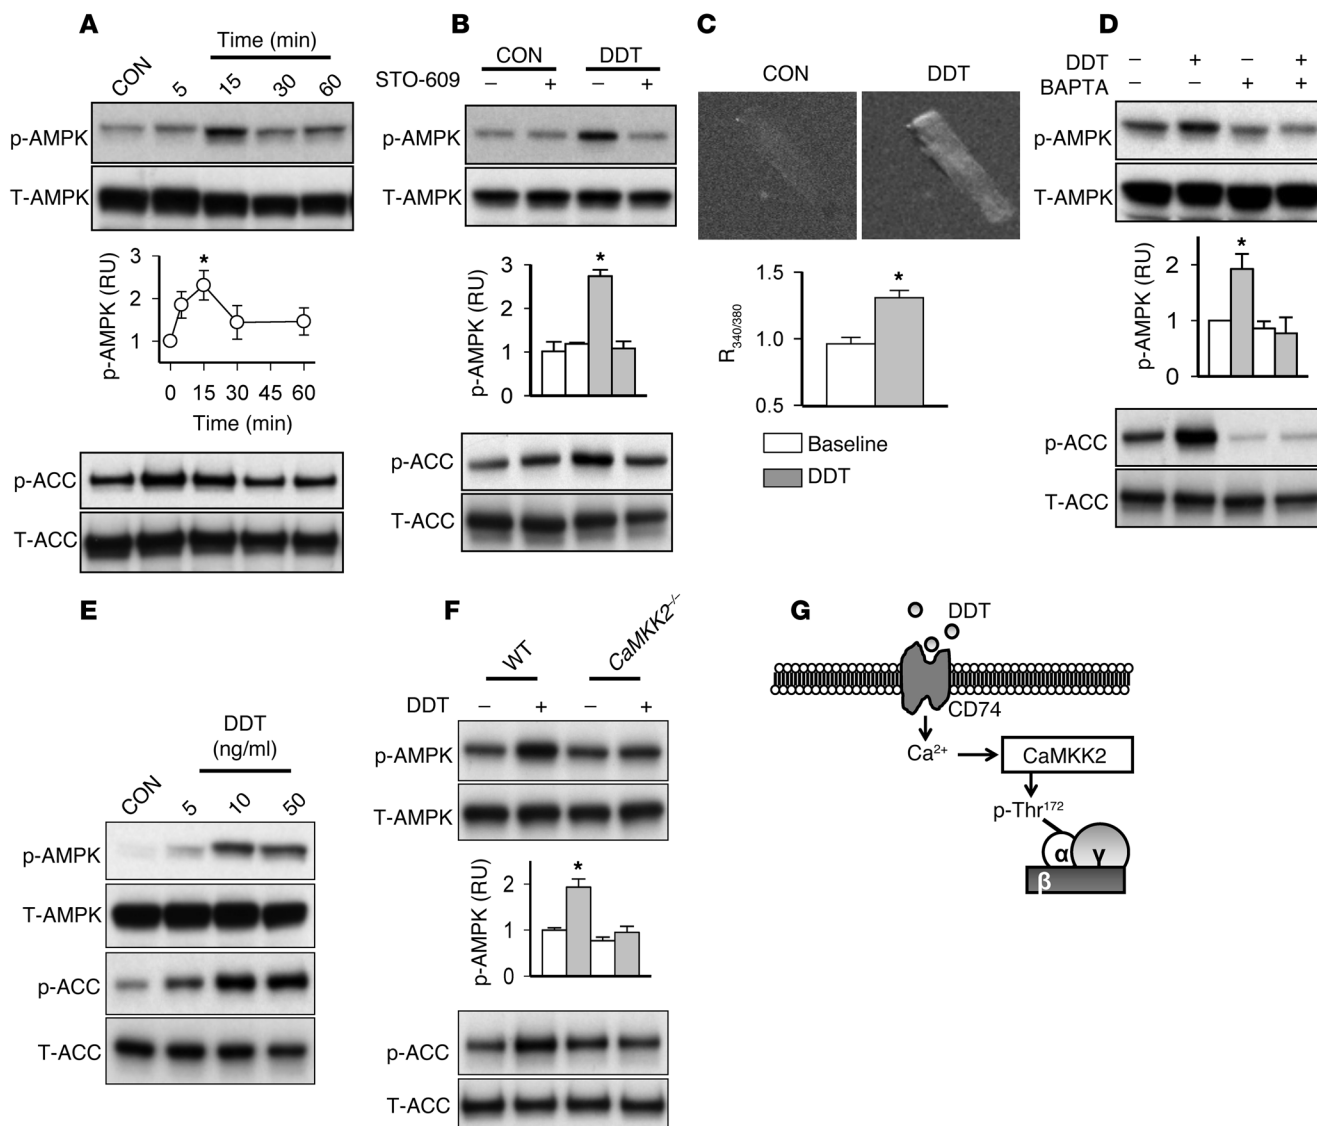 A
Time (min)
CON 5 15 30 60
p-AMPK
T-AMPK
p-AMPK (RU)
3
2
1
*
0 15 30 45 60
Time (min)
p-ACC
T-ACC
B
CON DDT
STO-609 – + – +
p-AMPK
T-AMPK
p-AMPK (RU)
3
2
1
0
*
p-ACC
T-ACC
C
CON DDT
R340/380
1.5
1.0
0.5
*
Baseline
DDT
D
DDT – + – +
BAPTA – – + +
p-AMPK
T-AMPK
p-AMPK (RU)
2
1
0
*
p-ACC
T-ACC
E
DDT
(ng/ml)
CON 5 10 50
p-AMPK
T-AMPK
p-ACC
T-ACC
F
WT CaMKK2–/–
DDT – + – +
p-AMPK
T-AMPK
p-AMPK (RU)
2
1
0
*
p-ACC
T-ACC
G
DDT
CD74
Ca2+ CaMKK2
p-Thr172
α γ
β